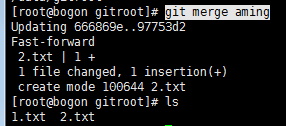 [root@bogon gitroot]# git merge aming
Updating 666869e..97753d2
Fast-forward
 2.txt | 1 +
 1 file changed, 1 insertion(+)
 create mode 100644 2.txt
[root@bogon gitroot]# ls
1.txt  2.txt